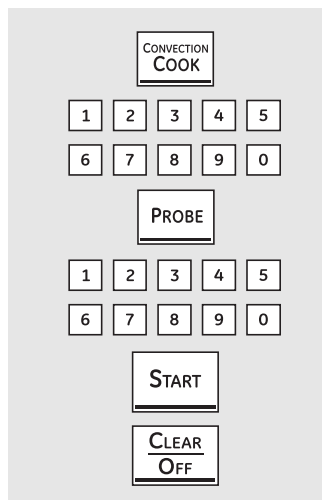 CONVECTION
COOK
1 2 3 4 5
6 7 8 9 0
PROBE
1 2 3 4 5
6 7 8 9 0
START
CLEAR
OFF